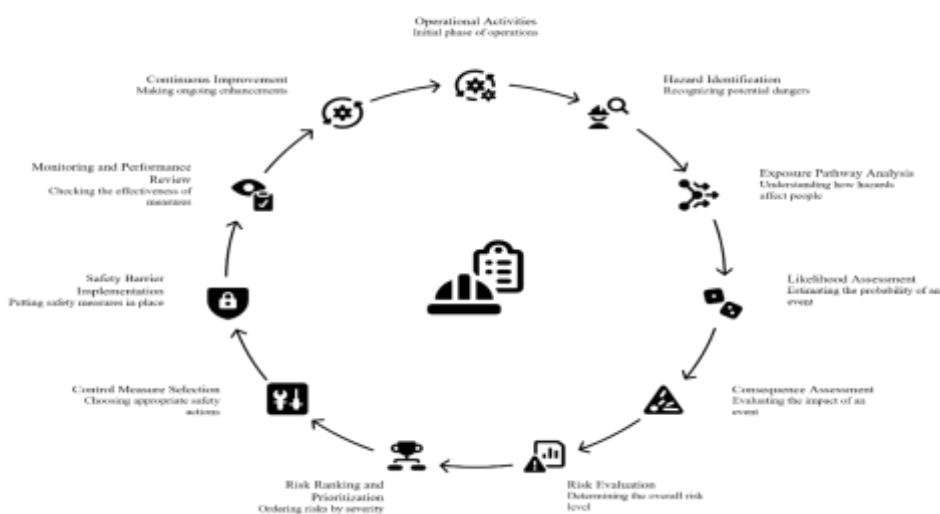 Operational Activities
Initial phase of operations
Hazard Identification
Recognizing potential dangers
Exposure Pathway Analysis
Understanding how hazards
affect people
Likelihood Assessment
Estimating the probability of an
event
Consequence Assessment
Evaluating the impact of an
event
Risk Evaluation
Determining the overall risk
level
Risk Ranking and
Prioritization
Ordering risks by severity
Control Measure Selection
Choosing appropriate safety
actions
Safety Barrier
Implementation
Putting safety measures in place
Monitoring and Performance
Review
Checking the effectiveness of
measures
Continuous Improvement
Making ongoing enhancements